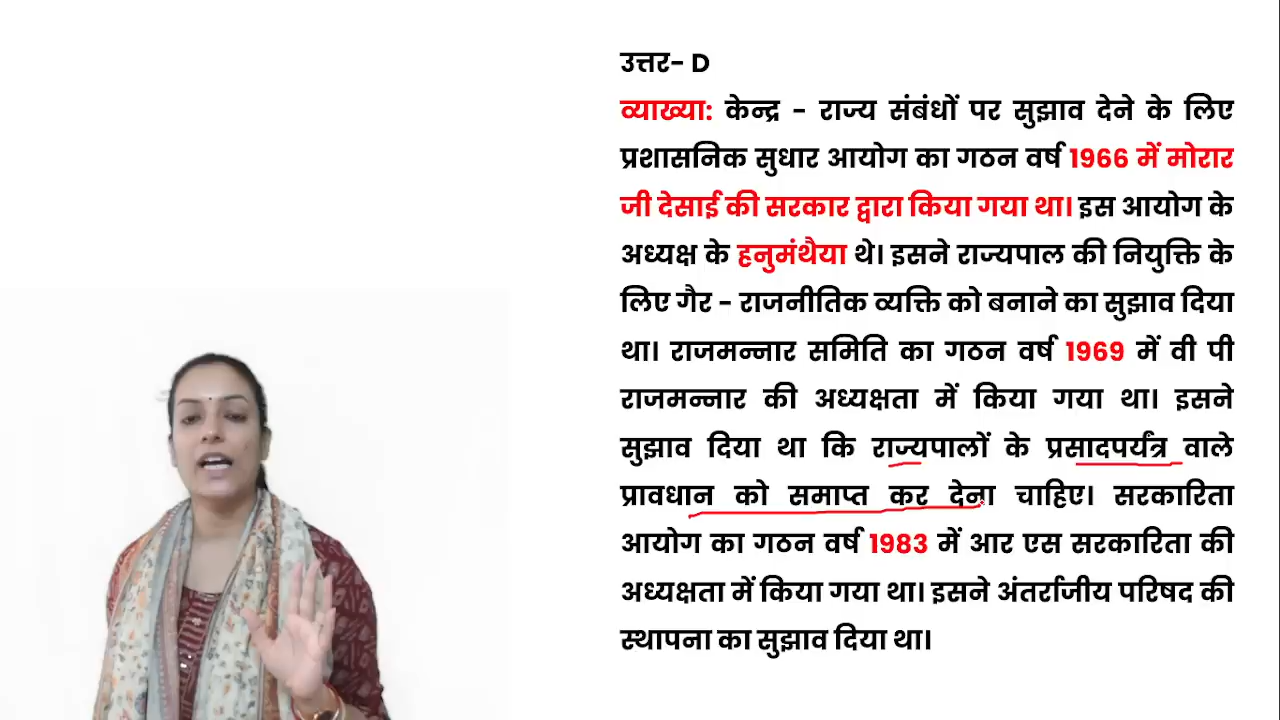 उत्तर- D
व्याख्या: केन्द्र - राज्य संबंधों पर सुझाव देने के लिए
प्रशासनिक सुधार आयोग का गठन वर्ष 1966 में मोरार
जी देसाई की सरकार द्वारा किया गया था। इस आयोग के
अध्यक्ष के हनुमंथैया थे। इसने राज्यपाल की नियुक्ति के
लिए गैर - राजनीतिक व्यक्ति को बनाने का सुझाव दिया
था। राजमन्नार समिति का गठन वर्ष 1969 में वी पी
राजमन्नार की अध्यक्षता में किया गया था। इसने
सुझाव दिया था कि राज्यपालों के प्रसादपर्यंत्र वाले
प्रावधान को समाप्त कर देना चाहिए। सरकारिता
आयोग का गठन वर्ष 1983 में आर एस सरकारिता की
अध्यक्षता में किया गया था। इसने अंतर्राजीय परिषद की
स्थापना का सुझाव दिया था।